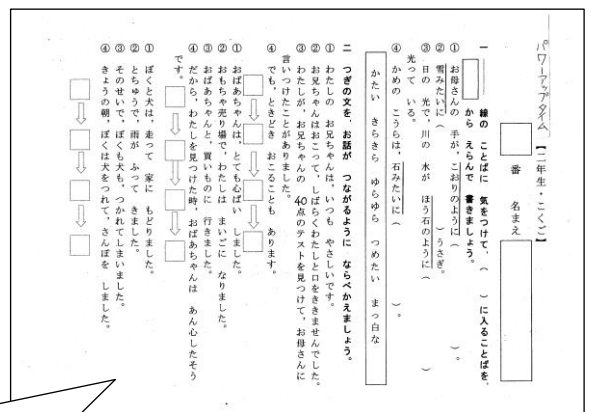 パワーアップタイム 【二年生・こくご】
番 名まえ
一 線の ことばに 気をつけて、( )に入ることばを、
から えらんで 書きましょう。
① お母さんの 手が、こおりのように( )。
② 雪みたいに( )うさぎ。
③ 日の 光で、川の 水が ほう石のように( )
光って いる。
④ かめの こうらは、石みたいに( )。
かたい きらきら ゆらゆら つめたい まっ白な
二 つぎの文を、お話が つながるように ならべかえましょう。
① わたしの お兄ちゃんは、いつも やさしいです。
② お兄ちゃんはおこって、しばらくわたしと口をききませんでした。
③ わたしが、お兄ちゃんの 40点のテストを見つけて、お母さんに
言いつけたことがありました。
④ でも、ときどき おこることも あります。
① おばあちゃんは、とても心ぱい しました。
② おもちゃ売り場で、わたしは まいごに なりました。
③ おばあちゃんと、買いものに 行きました。
④ だから、わたしを見つけた時、おばあちゃんは あん心したそう
です。
① ぼくと犬は、走って 家に もどりました。
② とちゅうで、雨が ふって きました。
③ そのせいで、ぼくも犬も、つかれてしまいました。
④ きょうの朝、ぼくは犬をつれて、さんぽを しました。